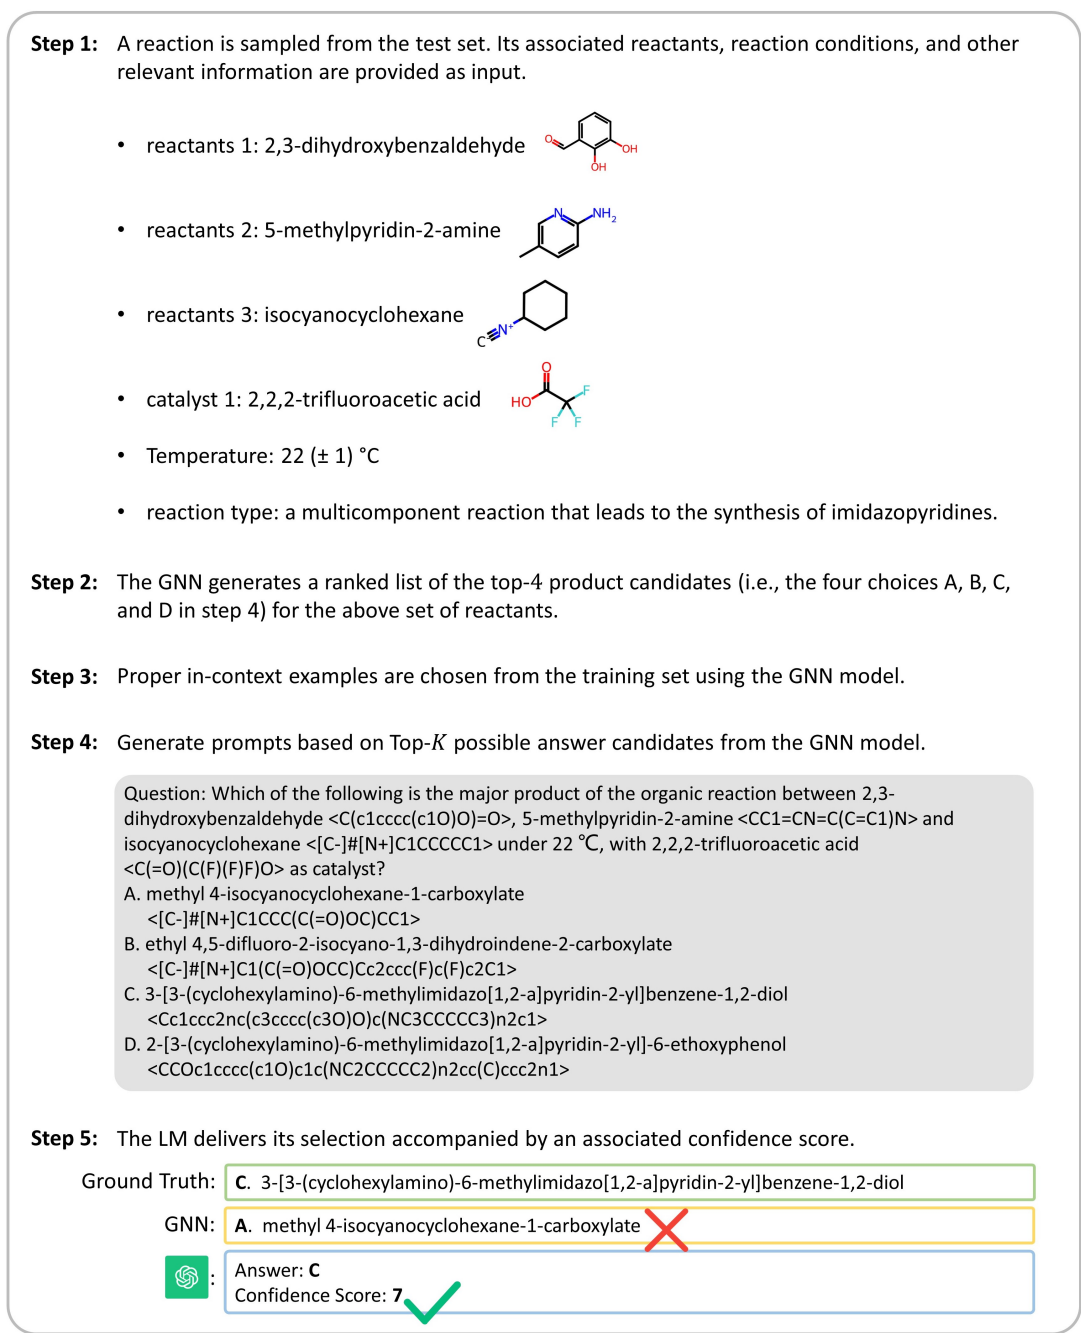 Step 1: A reaction is sampled from the test set. Its associated reactants, reaction conditions, and other
relevant information are provided as input.
• reactants 1: 2,3-dihydroxybenzaldehyde
O
OH
OH
• reactants 2: 5-methylpyridin-2-amine
N
NH₂
• reactants 3: isocyanocyclohexane
C⁻
N⁺
• catalyst 1: 2,2,2-trifluoroacetic acid
O
HO
F
F
F
• Temperature: 22 (± 1) °C
• reaction type: a multicomponent reaction that leads to the synthesis of imidazopyridines.
Step 2: The GNN generates a ranked list of the top-4 product candidates (i.e., the four choices A, B, C,
and D in step 4) for the above set of reactants.
Step 3: Proper in-context examples are chosen from the training set using the GNN model.
Step 4: Generate prompts based on Top-K possible answer candidates from the GNN model.
Question: Which of the following is the major product of the organic reaction between 2,3-
dihydroxybenzaldehyde <C(c1cccc(c1O)O)=O>, 5-methylpyridin-2-amine <CC1=CN=C(C=C1)N> and
isocyanocyclohexane <[C-]#[N+]C1CCCCC1> under 22 ℃, with 2,2,2-trifluoroacetic acid
<C(=O)(C(F)(F)F)O> as catalyst?
A. methyl 4-isocyanocyclohexane-1-carboxylate
<[C-]#[N+]C1CCC(C(=O)OC)CC1>
B. ethyl 4,5-difluoro-2-isocyano-1,3-dihydroindene-2-carboxylate
<[C-]#[N+]C1(C(=O)OCC)Cc2ccc(F)c(F)c2C1>
C. 3-[3-(cyclohexylamino)-6-methylimidazo[1,2-a]pyridin-2-yl]benzene-1,2-diol
<Cc1ccc2nc(c3cccc(c3O)O)c(NC3CCCCC3)n2c1>
D. 2-[3-(cyclohexylamino)-6-methylimidazo[1,2-a]pyridin-2-yl]-6-ethoxyphenol
<CCOc1cccc(c1O)c1c(NC2CCCCC2)n2cc(C)ccc2n1>
Step 5: The LM delivers its selection accompanied by an associated confidence score.
Ground Truth: C. 3-[3-(cyclohexylamino)-6-methylimidazo[1,2-a]pyridin-2-yl]benzene-1,2-diol
GNN: A. methyl 4-isocyanocyclohexane-1-carboxylate
: Answer: C
Confidence Score: 7